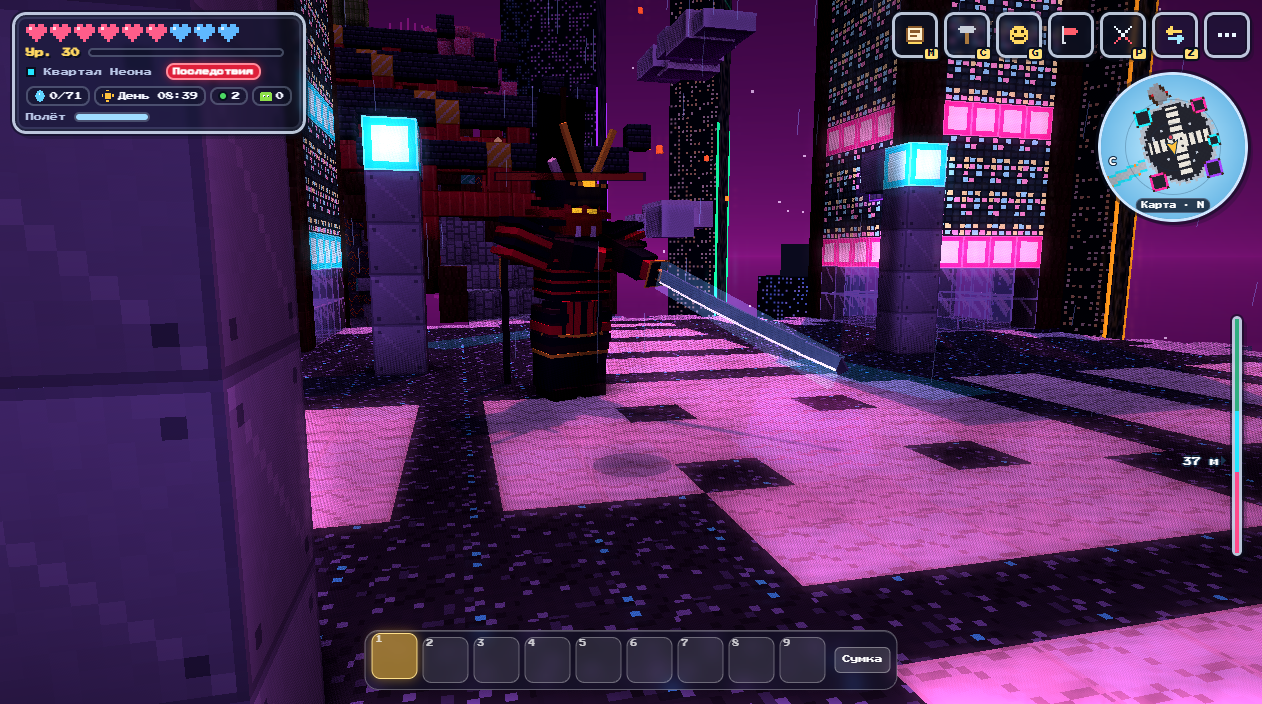 Ур. 30
Квартал Неона Последствия
0/71 День 08:39 2 0
Полёт
M C G P Z
С
Карта · N
37 м
1 2 3 4 5 6 7 8 9 Сумка